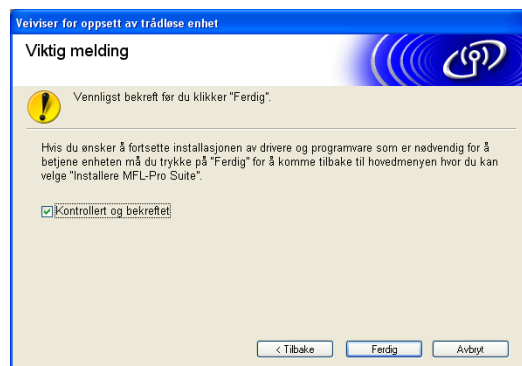 Veiviser for oppsett av trådløse enhet
Viktig melding
Vennligst bekreft før du klikker "Ferdig".
Hvis du ønsker å fortsette installasjonen av drivere og programvare som er nødvendig for å
betjene enheten må du trykke på "Ferdig" for å komme tilbake til hovedmenyen hvor du kan
velge "Installere MFL-Pro Suite".
Kontrollert og bekreftet
< Tilbake
Ferdig
Avbryt